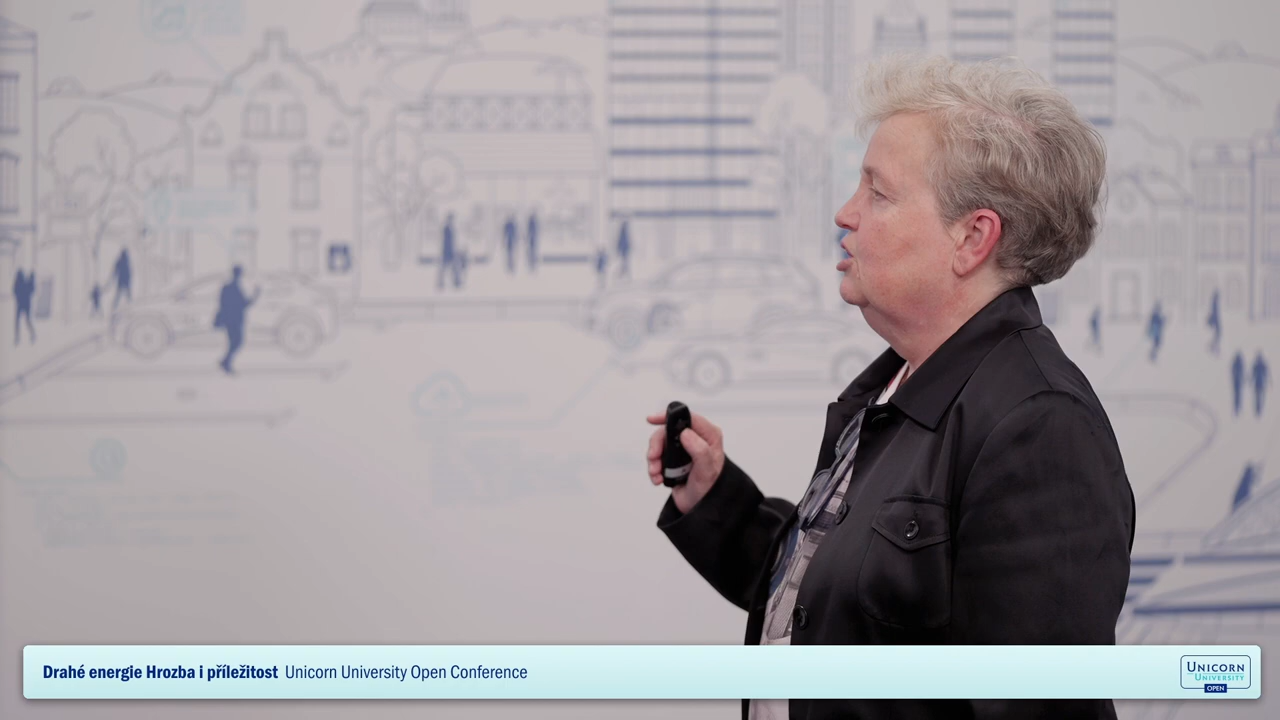 Drahé energie Hrozba i příležitost Unicorn University Open Conference
UNICORN
UNIVERSITY
OPEN